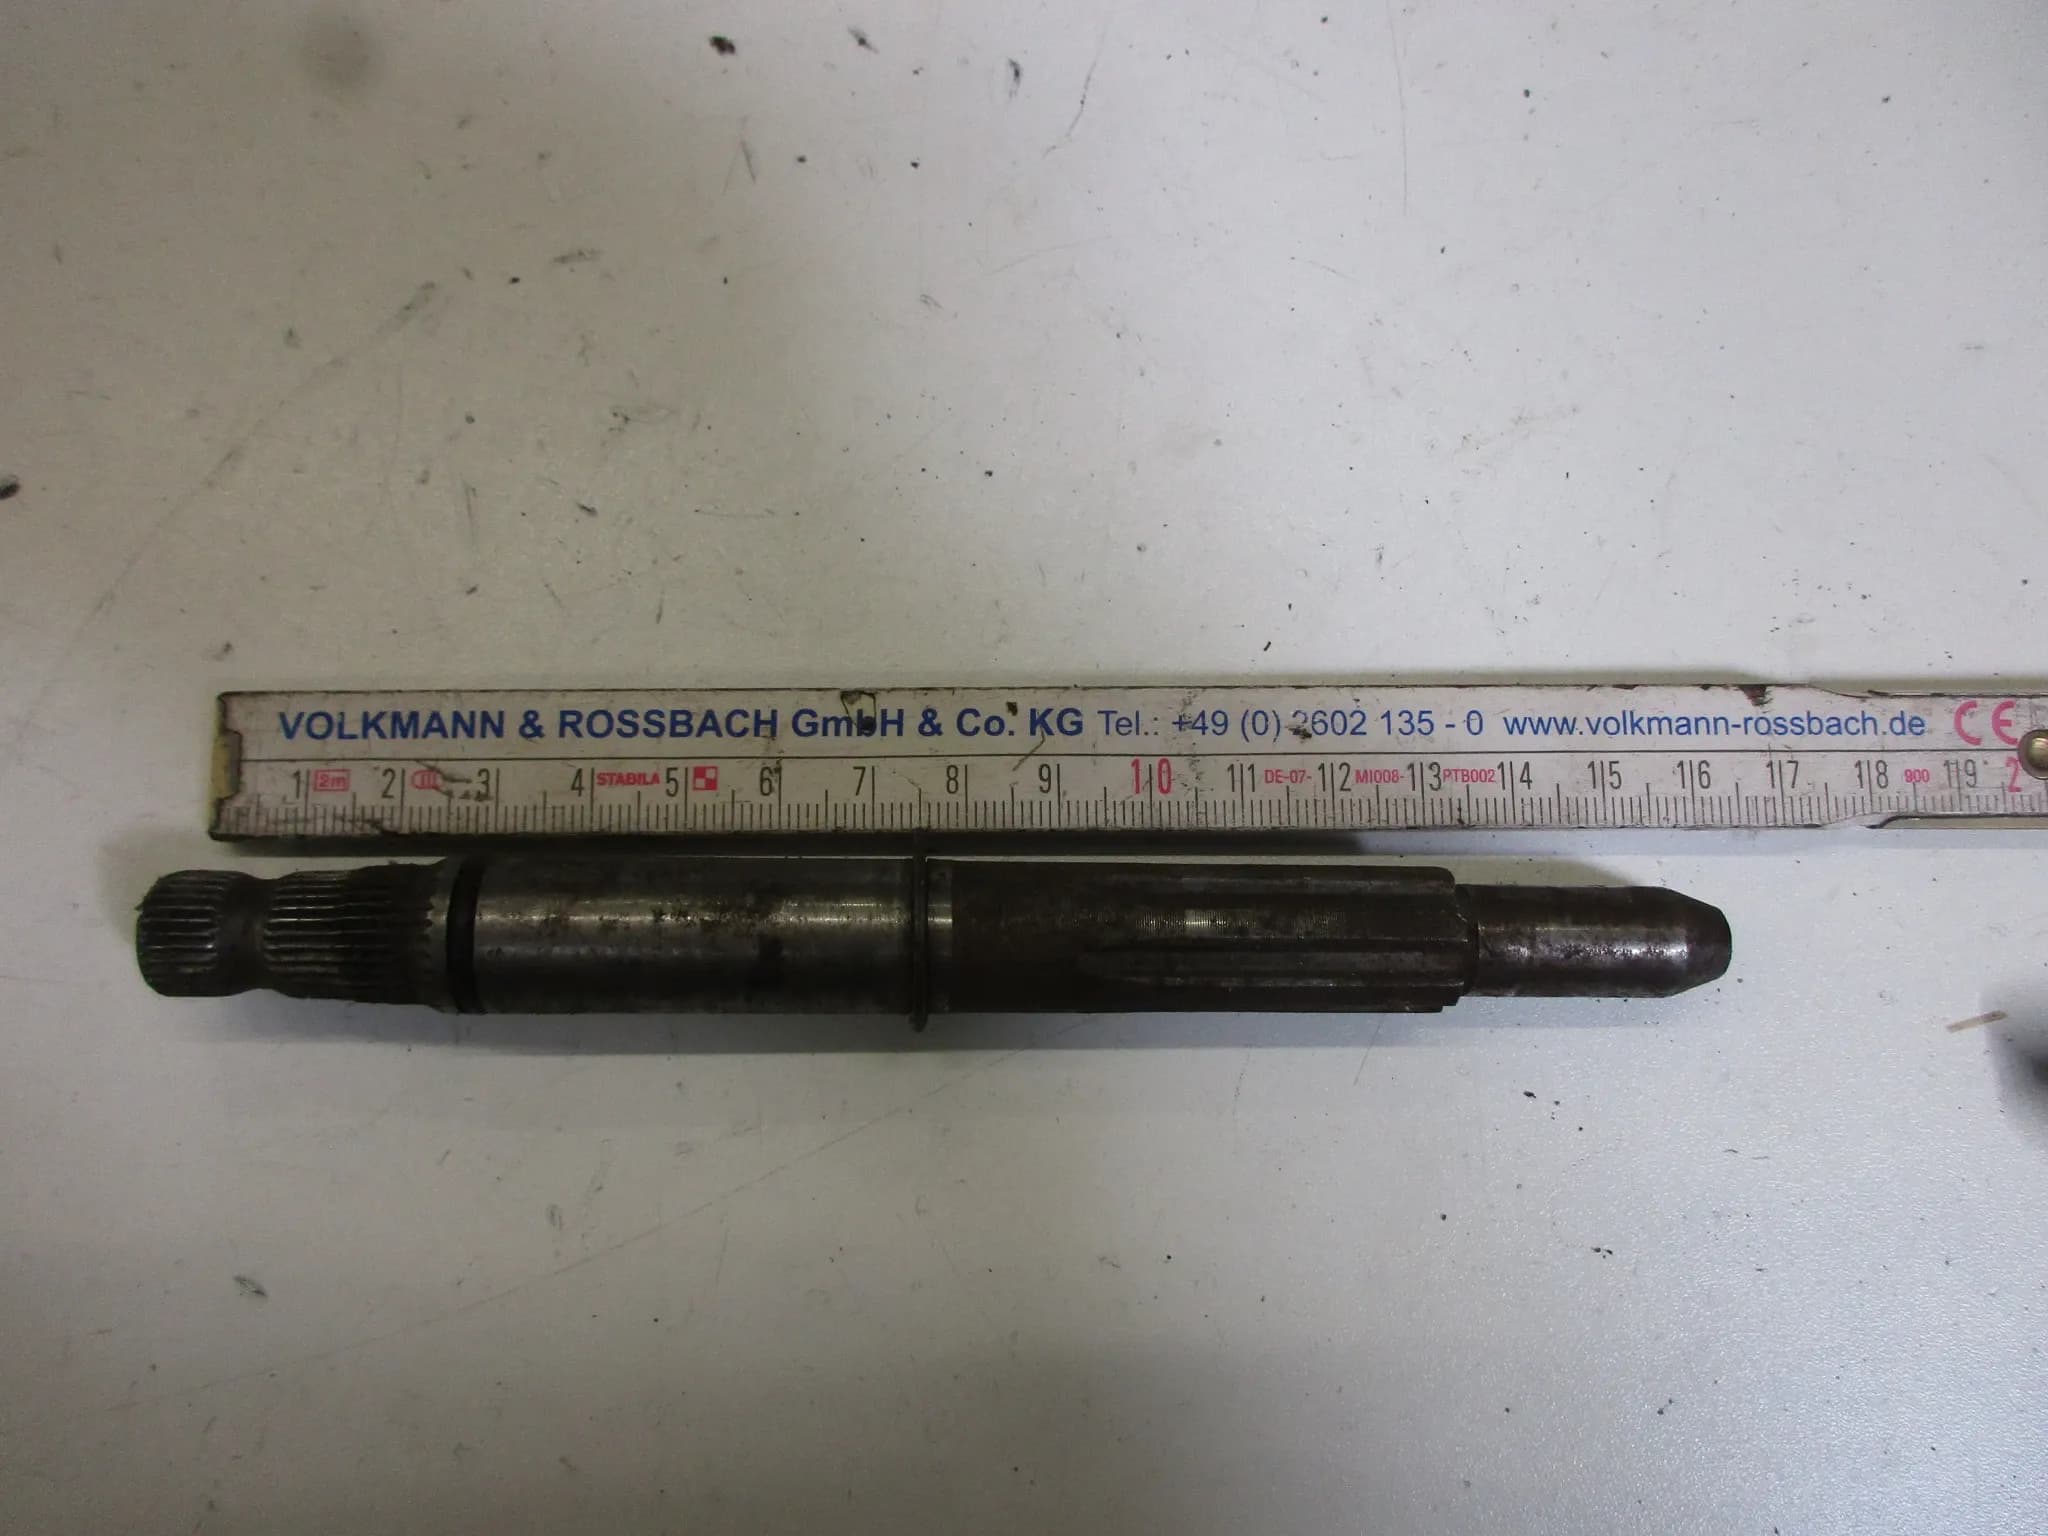 VOLKMANN & ROSSBACH GmbH & Co. KG Tel.: +49 (0) 2602 135 - 0 www.volkmann-rossbach.de CE
1 2m 2 III 3 4 STABILA 5 6 7 8 9 10 11 DE-07- 12 MI008- 13 PTB002 14 15 16 17 18 900 19 2